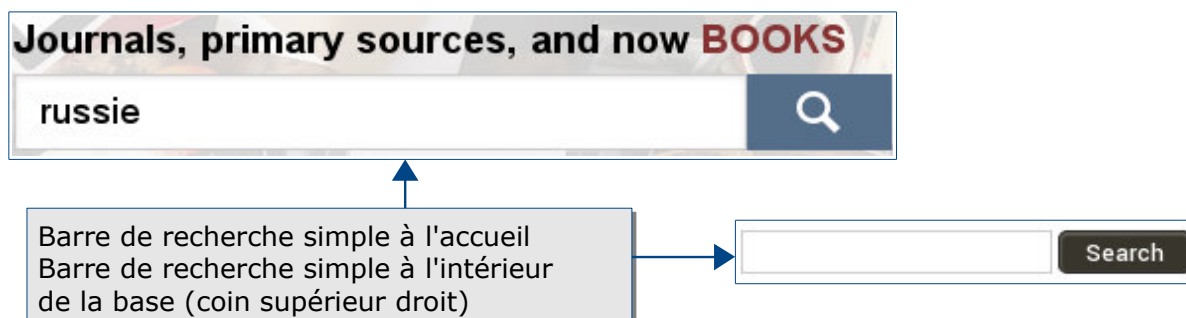 Journals, primary sources, and now BOOKS
russie
Barre de recherche simple à l'accueil
Barre de recherche simple à l'intérieur
de la base (coin supérieur droit)
Search